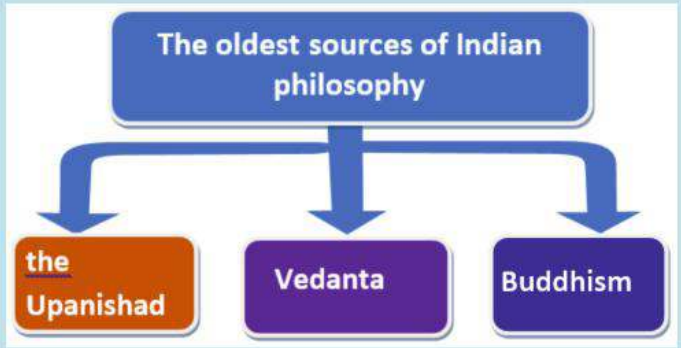 The oldest sources of Indian
philosophy
the
Upanishad
Vedanta
Buddhism